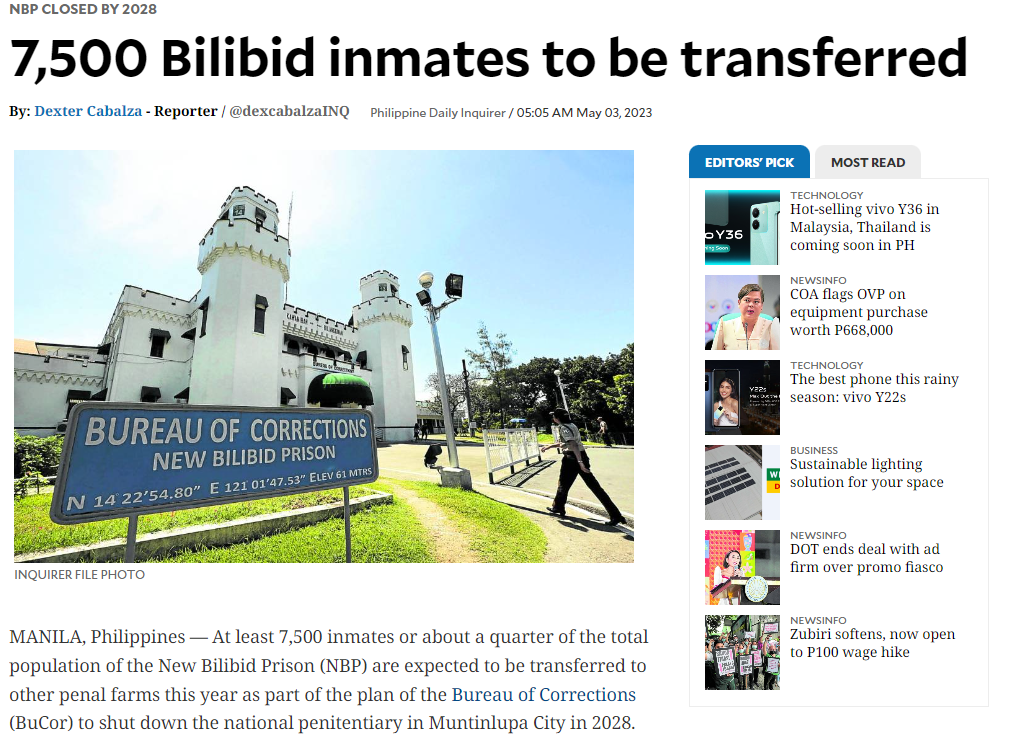 NBP CLOSED BY 2028
7,500 Bilibid inmates to be transferred
By: Dexter Cabalza - Reporter / @dexcabalzaINQ
Philippine Daily Inquirer / 05:05 AM May 03, 2023
BUREAU OF CORRECTIONS
NEW BILIBID PRISON
N 14 22'54.80" E 121 01'47.53" ELEV 61 MTRS
INQUIRER FILE PHOTO
MANILA, Philippines — At least 7,500 inmates or about a quarter of the total
population of the New Bilibid Prison (NBP) are expected to be transferred to
other penal farms this year as part of the plan of the Bureau of Corrections
(BuCor) to shut down the national penitentiary in Muntinlupa City in 2028.
EDITORS' PICK
MOST READ
Y36
TECHNOLOGY
Hot-selling vivo Y36 in
Malaysia, Thailand is
coming soon in PH
NEWSINFO
COA flags OVP on
equipment purchase
worth P668,000
Y22s
TECHNOLOGY
The best phone this rainy
season: vivo Y22s
BUSINESS
Sustainable lighting
solution for your space
NEWSINFO
DOT ends deal with ad
firm over promo fiasco
NEWSINFO
Zubiri softens, now open
to P100 wage hike